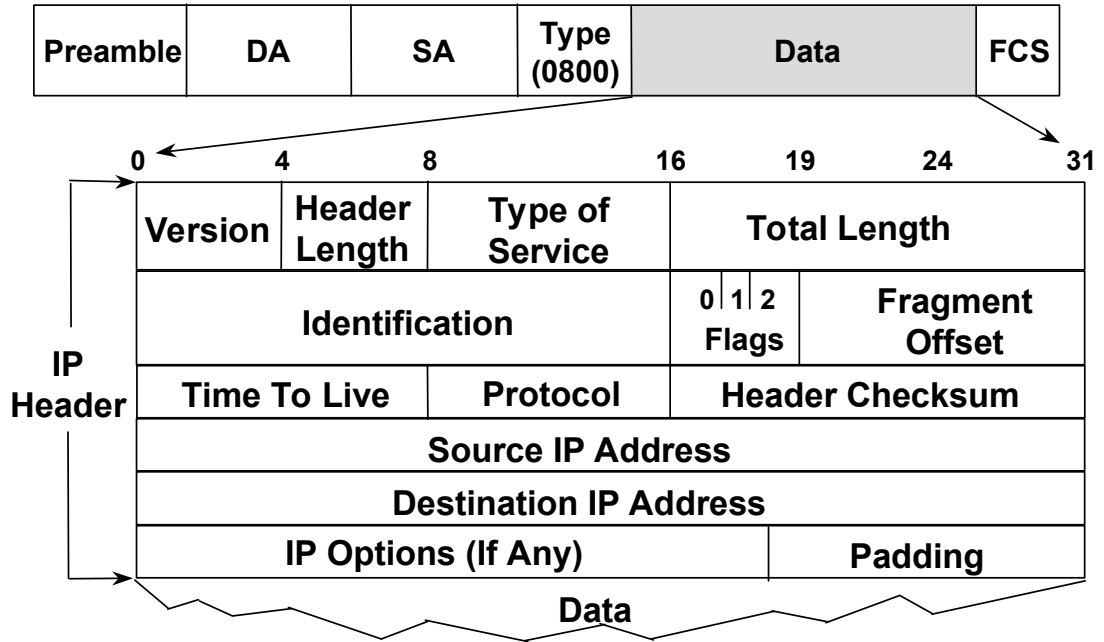 Preamble DA SA Type (0800) Data FCS
0 4 8 16 19 24 31
Version Header Length Type of Service Total Length
Identification 0 1 2 Flags Fragment Offset
IP Header
Time To Live Protocol Header Checksum
Source IP Address
Destination IP Address
IP Options (If Any) Padding
Data